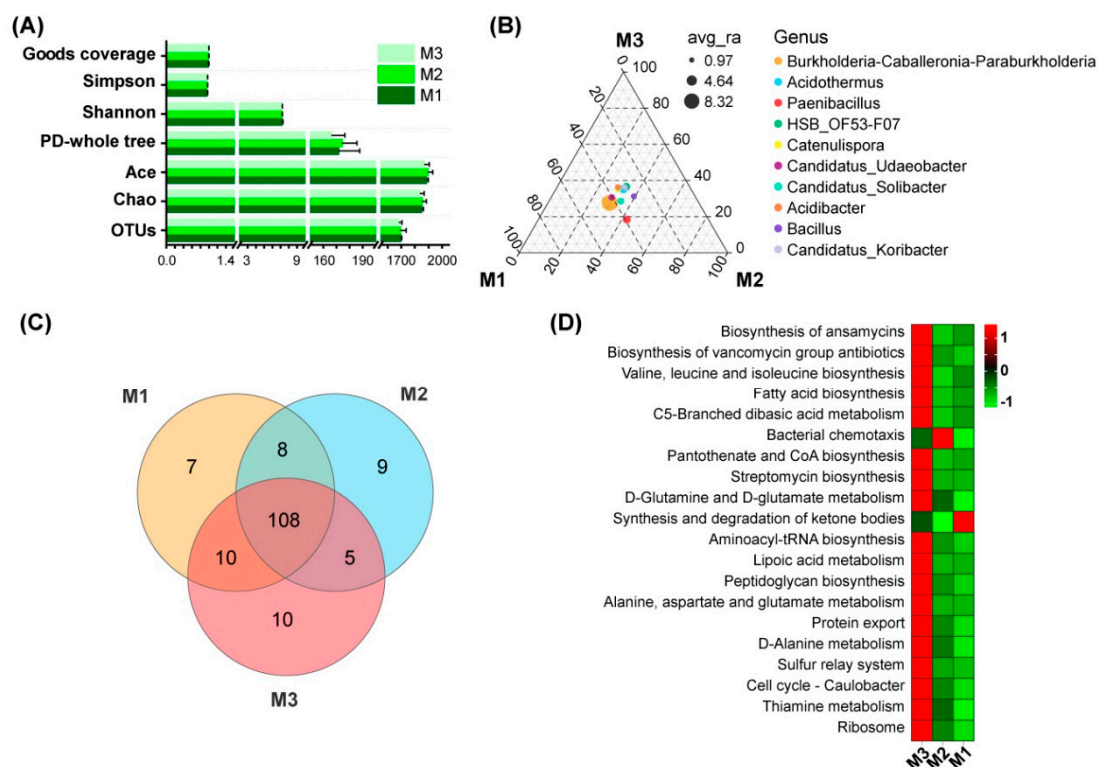 (A)
Goods coverage
Simpson
Shannon
PD-whole tree
Ace
Chao
OTUs
0.0 1.4 3 9 160 190 1700 2000
M3
M2
M1
(B)
M3
0 100
20 80
40 60
60 40
80 20
100 0
0 20 40 60 80 100
M1 M2
avg_ra
0.97
4.64
8.32
Genus
Burkholderia-Caballeronia-Paraburkholderia
Acidothermus
Paenibacillus
HSB_OF53-F07
Catenulispora
Candidatus_Udaeobacter
Candidatus_Solibacter
Acidibacter
Bacillus
Candidatus_Koribacter
(C)
M1 M2
7 8 9
108
10 5
10
M3
(D)
Biosynthesis of ansamycins
Biosynthesis of vancomycin group antibiotics
Valine, leucine and isoleucine biosynthesis
Fatty acid biosynthesis
C5-Branched dibasic acid metabolism
Bacterial chemotaxis
Pantothenate and CoA biosynthesis
Streptomycin biosynthesis
D-Glutamine and D-glutamate metabolism
Synthesis and degradation of ketone bodies
Aminoacyl-tRNA biosynthesis
Lipoic acid metabolism
Peptidoglycan biosynthesis
Alanine, aspartate and glutamate metabolism
Protein export
D-Alanine metabolism
Sulfur relay system
Cell cycle - Caulobacter
Thiamine metabolism
Ribosome
M3 M2 M1
1
0
-1